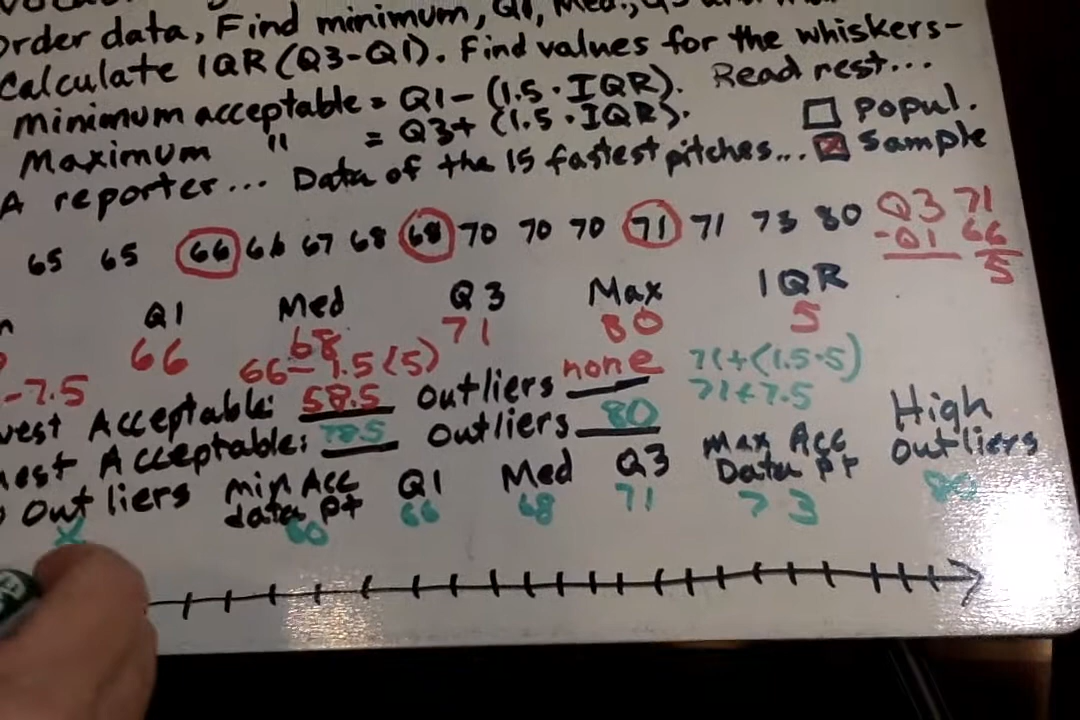 Order data, Find minimum, Q1, Med.,
Calculate IQR (Q3-Q1). Find values for the whiskers-
minimum acceptable = Q1 - (1.5 · IQR). Read rest...
Maximum " = Q3 + (1.5 · IQR).
□ Popul.
A reporter... Data of the 15 fastest pitches... ☒ Sample
65 65 66 66 67 68 68 70 70 70 71 71 73 80
Q3 71
-Q1 66
5
Q1 Med Q3 Max IQR
66 68 71 80 5
-7.5 66-1.5(5) 71+(1.5·5)
71+7.5
Acceptable: 58.5 Outliers none
Acceptable: 78.5 Outliers 80
Outliers min Acc data pt Q1 Med Q3 Max Acc Data pt High Outliers
X 60 66 68 71 73 80